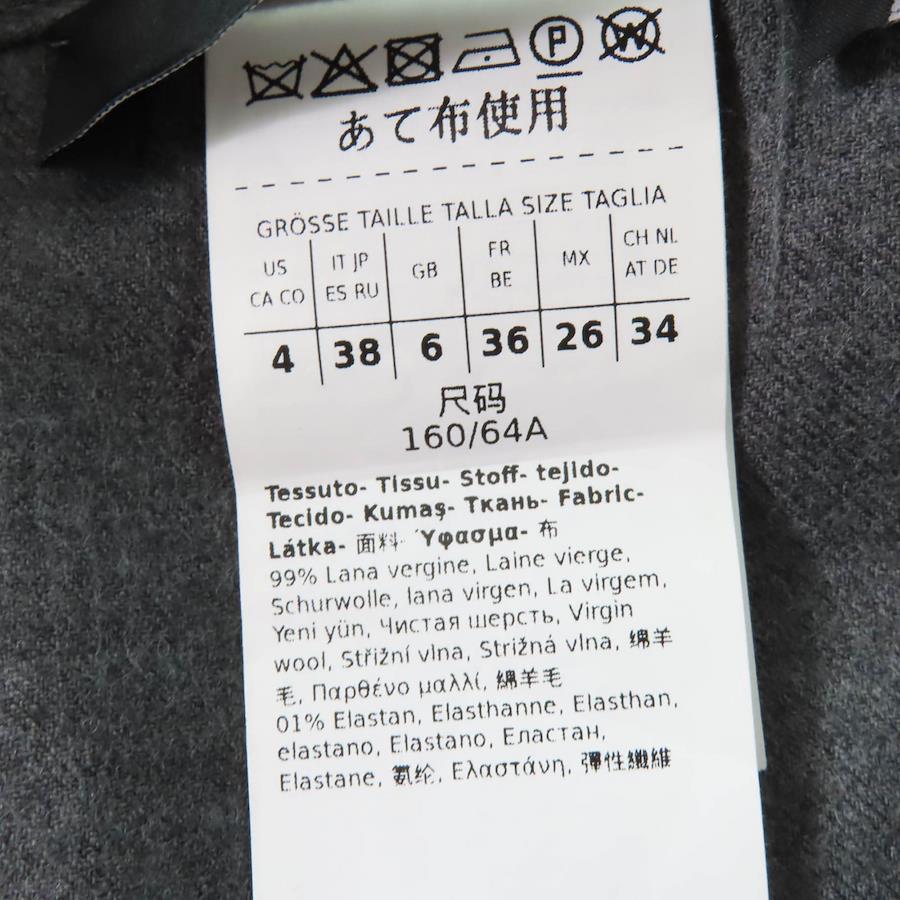 あて布使用
GRÖSSE TAILLE TALLA SIZE TAGLIA
US CA CO
IT JP ES RU
GB
FR BE
MX
CH NL AT DE
4 38 6 36 26 34
尺码
160/64A
Tessuto- Tissu- Stoff- tejido-
Tecido- Kumaş- Ткань- Fabric-
Látka- 面料- Ύφασμα- 布
99% Lana vergine, Laine vierge,
Schurwolle, lana virgen, La virgem,
Yeni yün, Чистая шерсть, Virgin
wool, Střižní vlna, Strižná vlna, 绵羊
毛, Παρθένο μαλλί, 綿羊毛
01% Elastan, Elasthanne, Elasthan,
elastano, Elastano, Еластан,
Elastane, 氨纶, Ελαστάνη, 彈性纖維